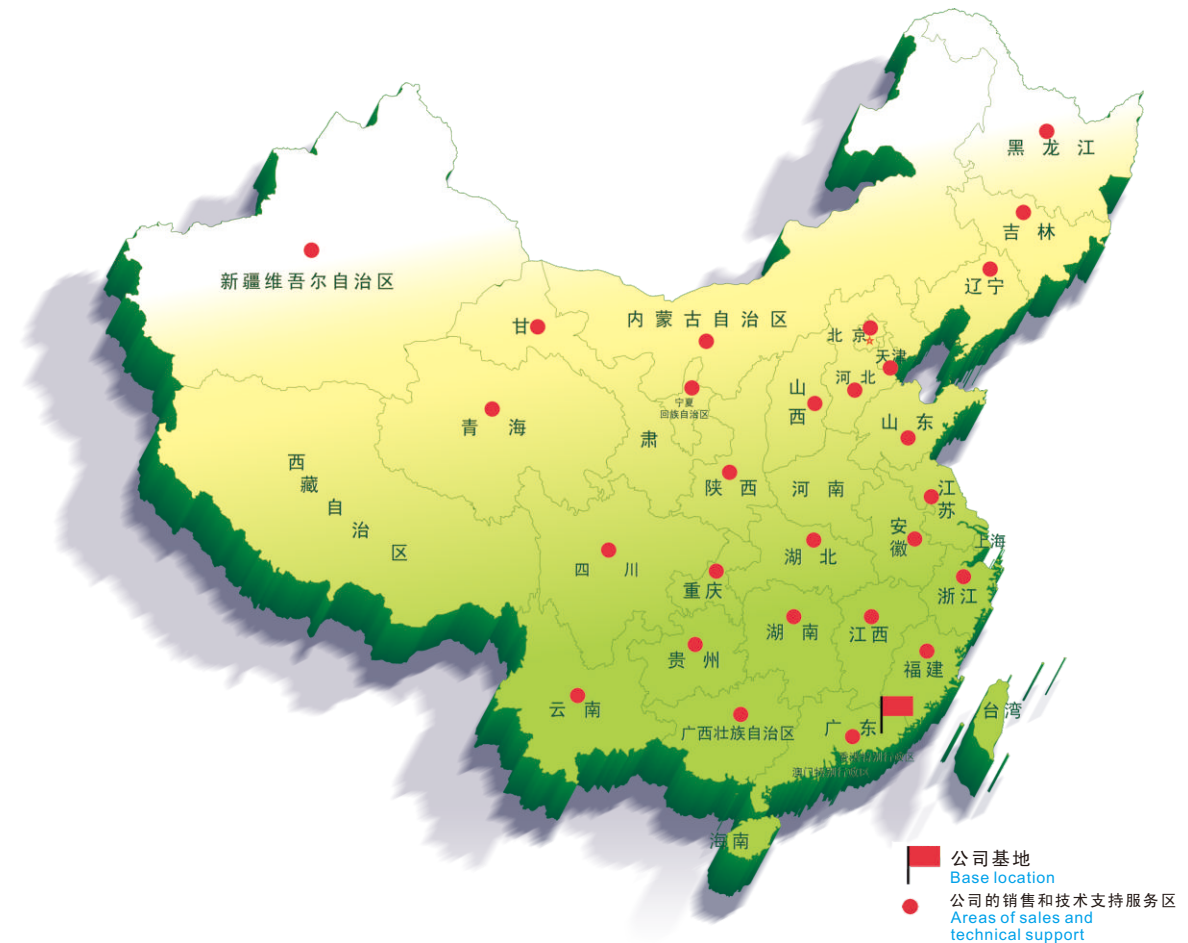 黑龙江
吉林
辽宁
新疆维吾尔自治区
甘
内蒙古自治区
北京
天津
河北
山西
宁夏
回族自治区
青海
肃
山东
西藏自治区
陕西
河南
江苏
安徽
上海
湖北
四川
重庆
浙江
湖南
江西
贵州
福建
云南
广西壮族自治区
广东
台湾
海南
公司基地
Base location
公司的销售和技术支持服务区
Areas of sales and
technical support